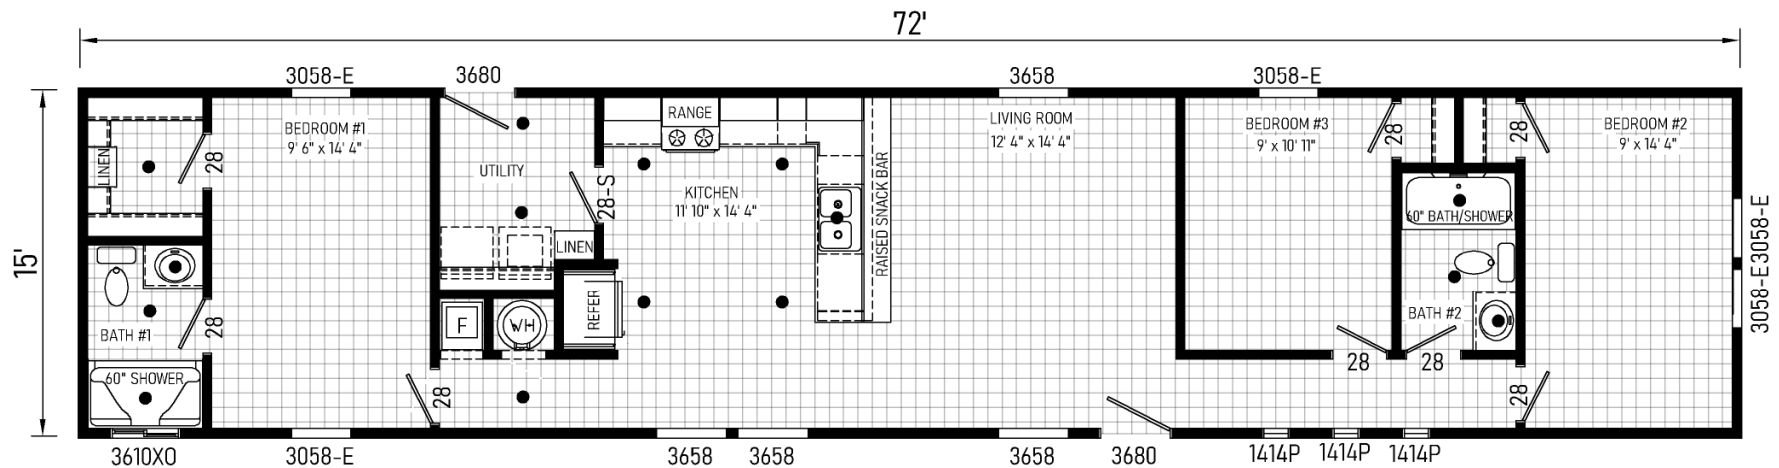 72'
3058-E
3680
3658
3058-E
15'
LINEN
28
BEDROOM #1
9' 6" x 14' 4"
UTILITY
28-S
LINEN
RANGE
KITCHEN
11' 10" x 14' 4"
RAISED SNACK BAR
LIVING ROOM
12' 4" x 14' 4"
BEDROOM #3
9' x 10' 11"
28
28
BEDROOM #2
9' x 14' 4"
60" BATH/SHOWER
3058-E
3058-E
BATH #1
28
60" SHOWER
F
WH
REFER
28
BATH #2
28
28
28
3610XO
3058-E
3658
3658
3658
3680
1414P
1414P
1414P